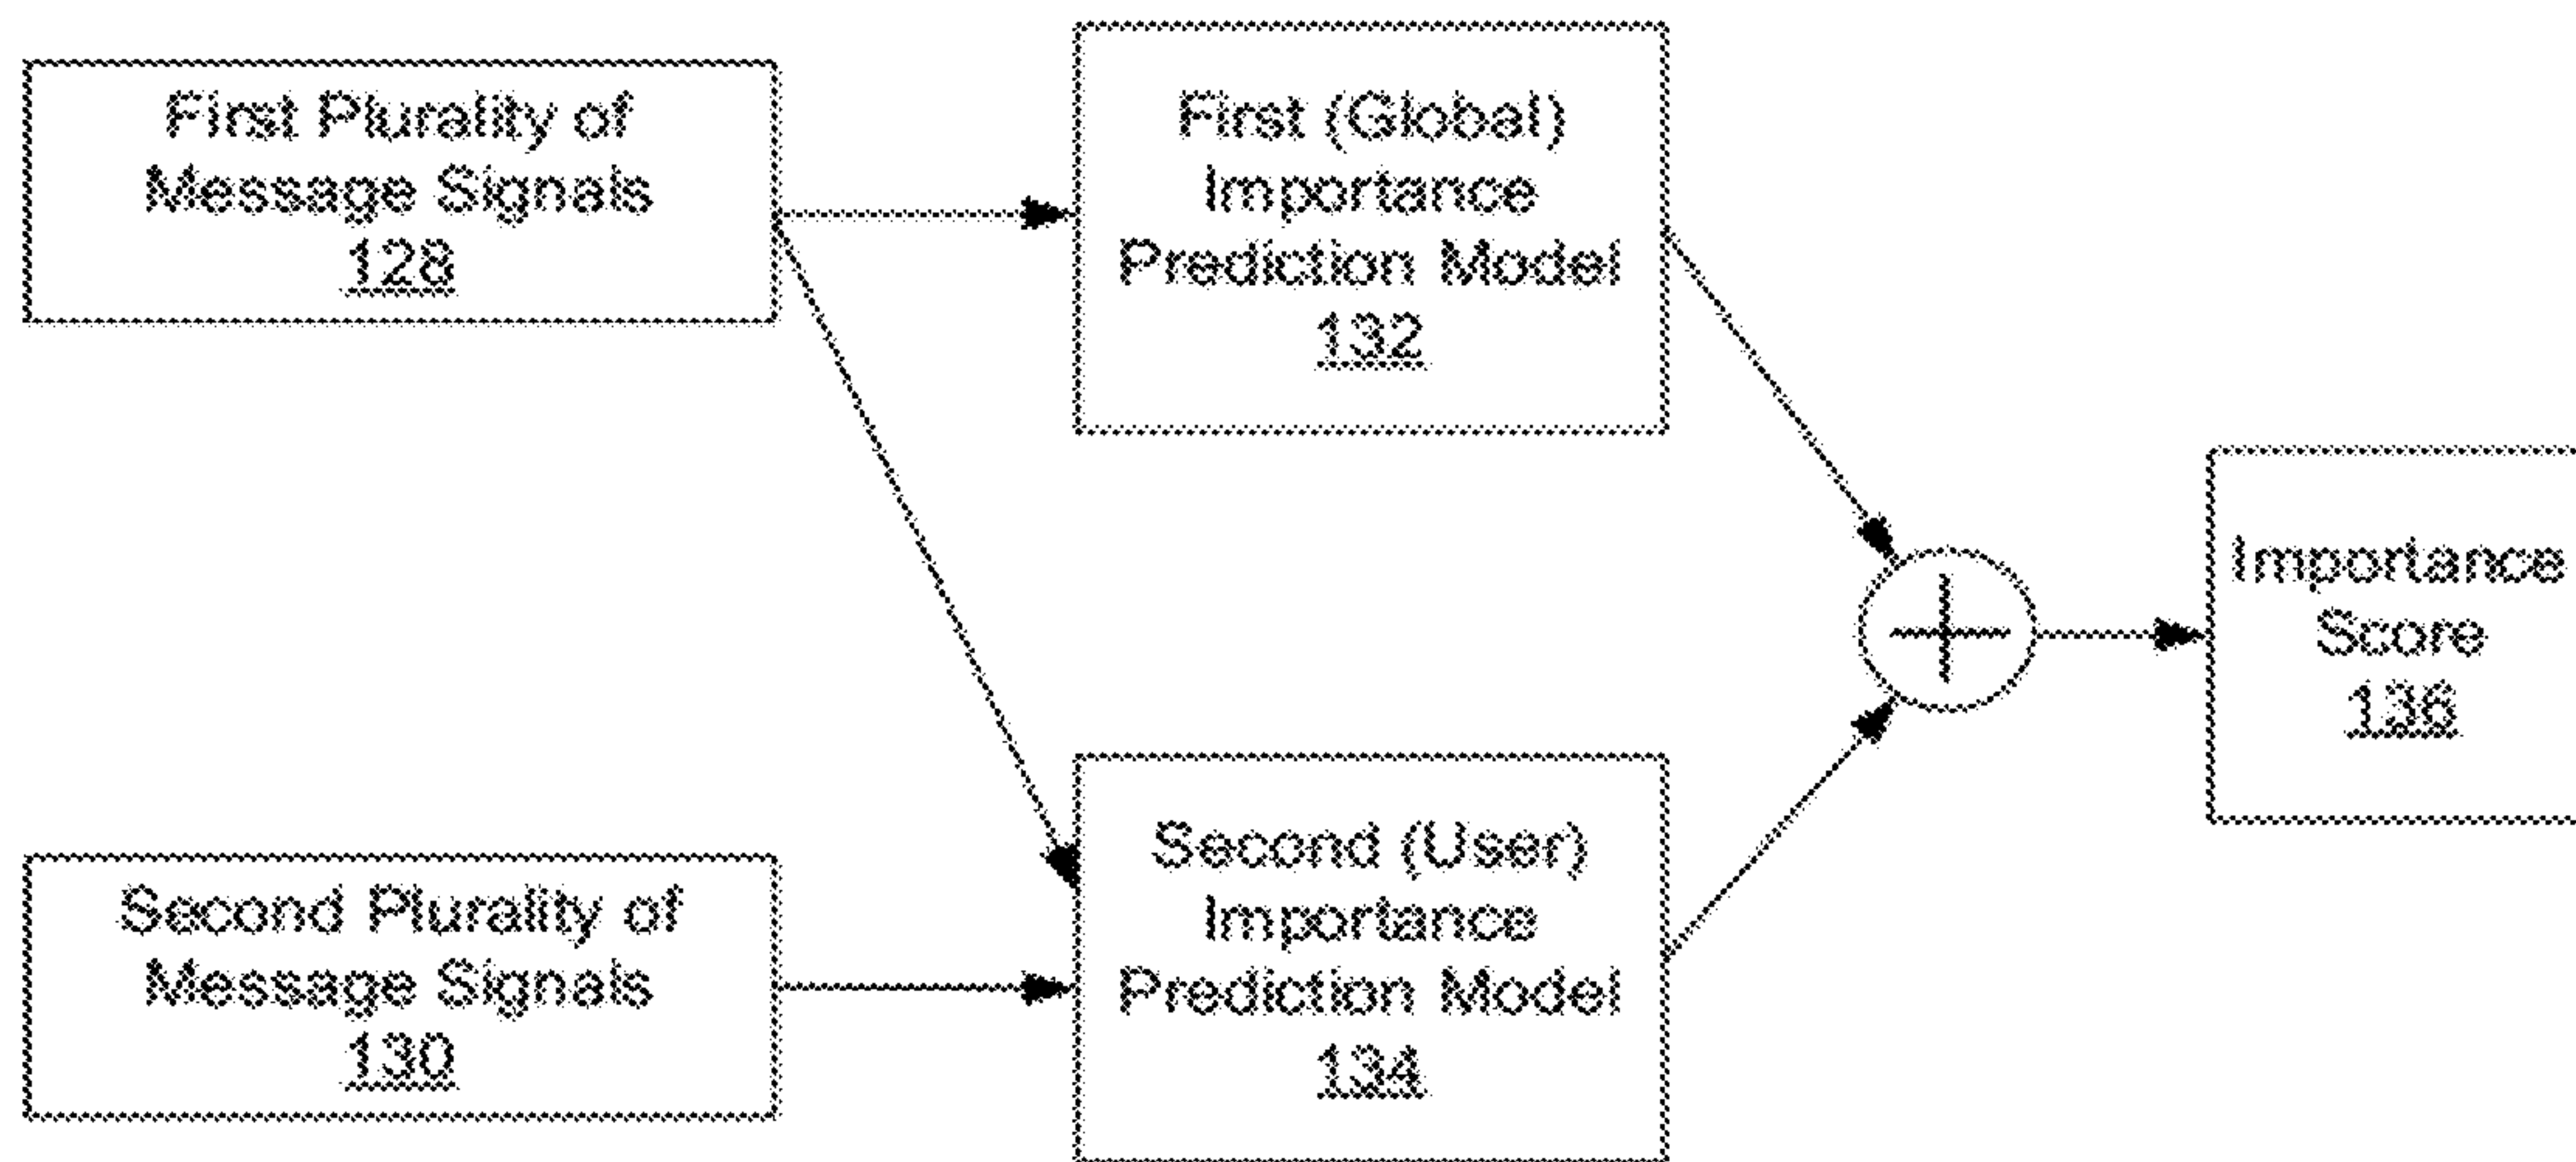 First Plurality of
Message Signals
128
First (Global)
Importance
Prediction Model
132
Importance
Score
136
Second Plurality of
Message Signals
130
Second (User)
Importance
Prediction Model
134